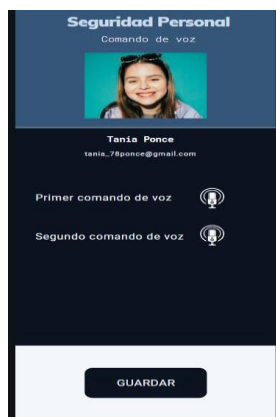 Seguridad Personal
Comando de voz
Tania Ponce
tania_78ponce@gmail.com
Primer comando de voz
Segundo comando de voz
GUARDAR